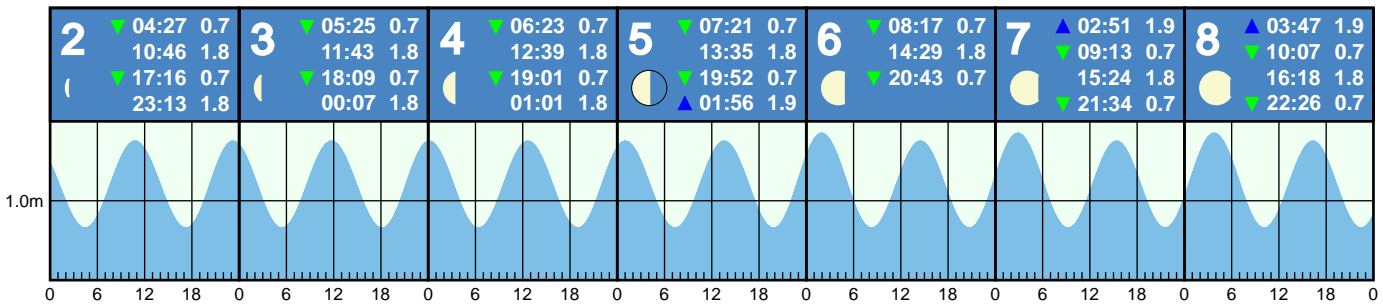 2 ▼ 04:27 0.7
10:46 1.8
▼ 17:16 0.7
23:13 1.8
3 ▼ 05:25 0.7
11:43 1.8
▼ 18:09 0.7
00:07 1.8
4 ▼ 06:23 0.7
12:39 1.8
▼ 19:01 0.7
01:01 1.8
5 ▼ 07:21 0.7
13:35 1.8
▼ 19:52 0.7
▲ 01:56 1.9
6 ▼ 08:17 0.7
14:29 1.8
▼ 20:43 0.7
7 ▲ 02:51 1.9
▼ 09:13 0.7
15:24 1.8
▼ 21:34 0.7
8 ▲ 03:47 1.9
▼ 10:07 0.7
16:18 1.8
▼ 22:26 0.7
1.0m
0 6 12 18 0 6 12 18 0 6 12 18 0 6 12 18 0 6 12 18 0 6 12 18 0 6 12 18 0